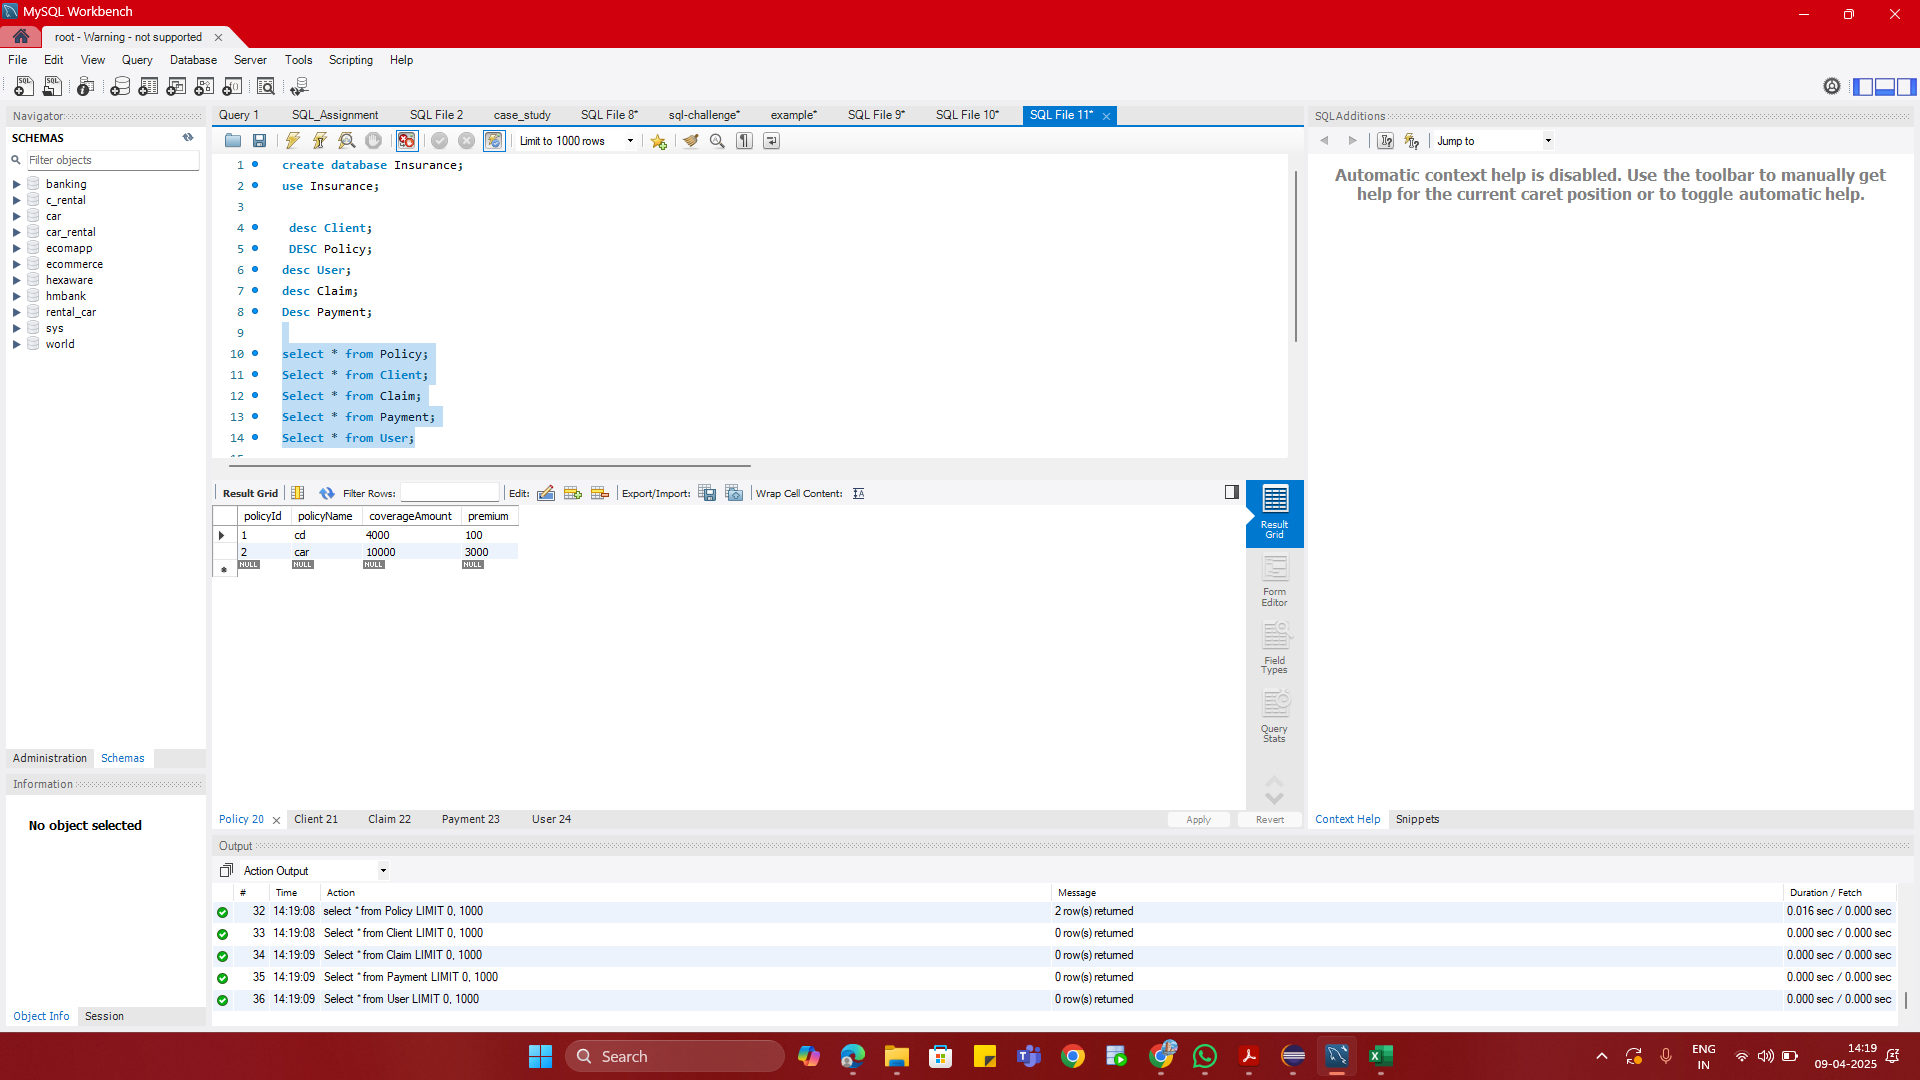 MySQL Workbench
root - Warning - not supported
File Edit View Query Database Server Tools Scripting Help
Navigator
SCHEMAS
Filter objects
banking
c_rental
car
car_rental
ecomapp
ecommerce
hexaware
hmbank
rental_car
sys
world
Administration Schemas
Information
No object selected
Object Info Session
Query 1 SQL_Assignment SQL File 2 case_study SQL File 8* sql-challenge* example* SQL File 9* SQL File 10* SQL File 11*
Limit to 1000 rows
1 create database Insurance;
2 use Insurance;
3
4 desc Client;
5 DESC Policy;
6 desc User;
7 desc Claim;
8 Desc Payment;
9
10 select * from Policy;
11 Select * from Client;
12 Select * from Claim;
13 Select * from Payment;
14 Select * from User;
Result Grid Filter Rows: Edit: Export/Import: Wrap Cell Content:
policyId policyName coverageAmount premium
1 cd 4000 100
2 car 10000 3000
NULL NULL NULL NULL
Result
Grid
Form
Editor
Field
Types
Query
Stats
Policy 20 Client 21 Claim 22 Payment 23 User 24 Apply Revert
SQLAdditions
Jump to
Automatic context help is disabled. Use the toolbar to manually get
help for the current caret position or to toggle automatic help.
Context Help Snippets
Output
Action Output
# Time Action Message Duration / Fetch
32 14:19:08 select * from Policy LIMIT 0, 1000 2 row(s) returned 0.016 sec / 0.000 sec
33 14:19:08 Select * from Client LIMIT 0, 1000 0 row(s) returned 0.000 sec / 0.000 sec
34 14:19:09 Select * from Claim LIMIT 0, 1000 0 row(s) returned 0.000 sec / 0.000 sec
35 14:19:09 Select * from Payment LIMIT 0, 1000 0 row(s) returned 0.000 sec / 0.000 sec
36 14:19:09 Select * from User LIMIT 0, 1000 0 row(s) returned 0.000 sec / 0.000 sec
Search
ENG
IN
14:19
09-04-2025